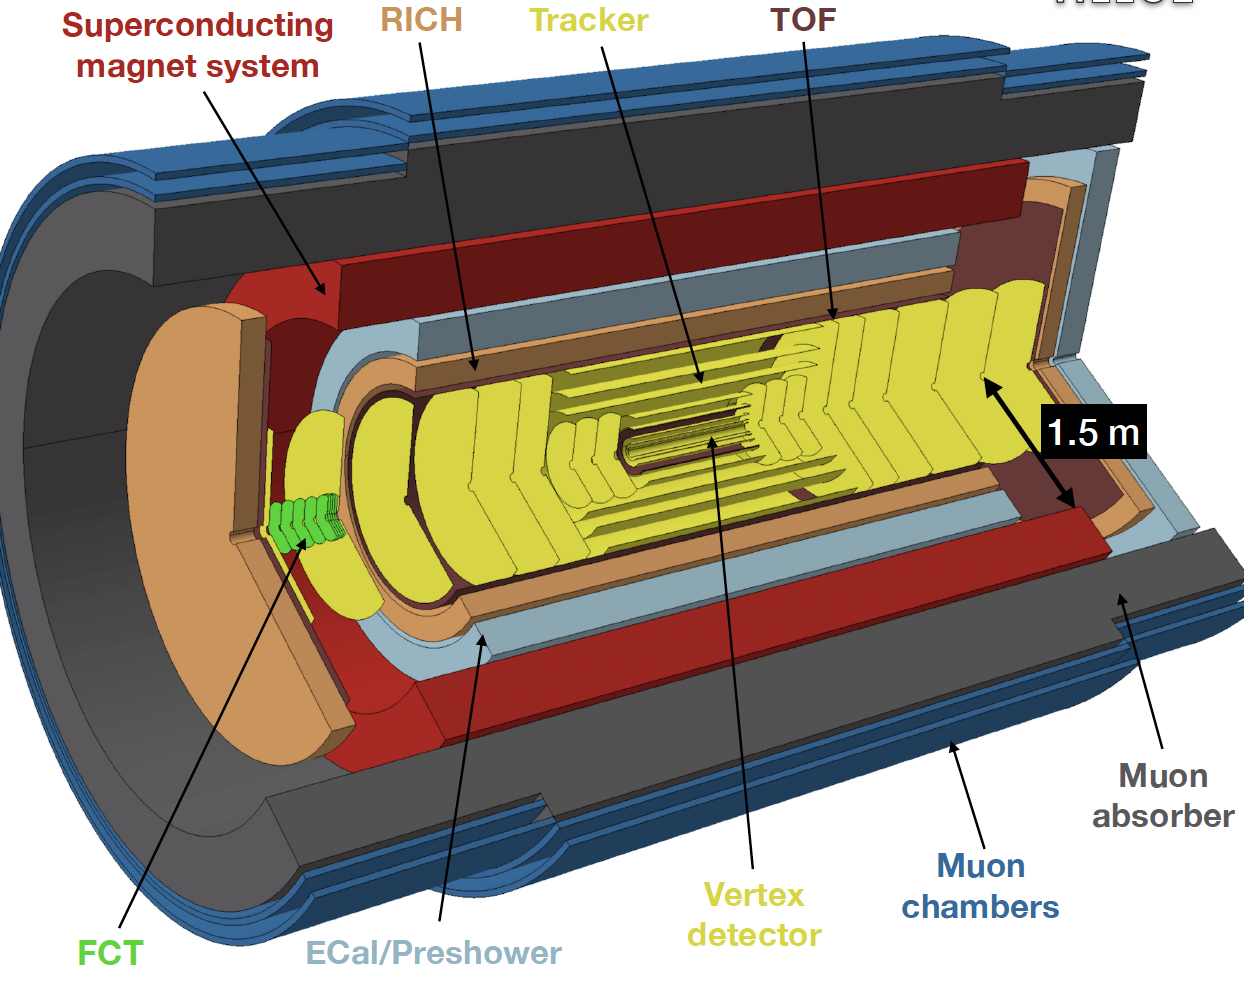 Superconducting
magnet system
RICH
Tracker
TOF
1.5 m
Muon
absorber
Muon
chambers
Vertex
detector
ECal/Preshower
FCT